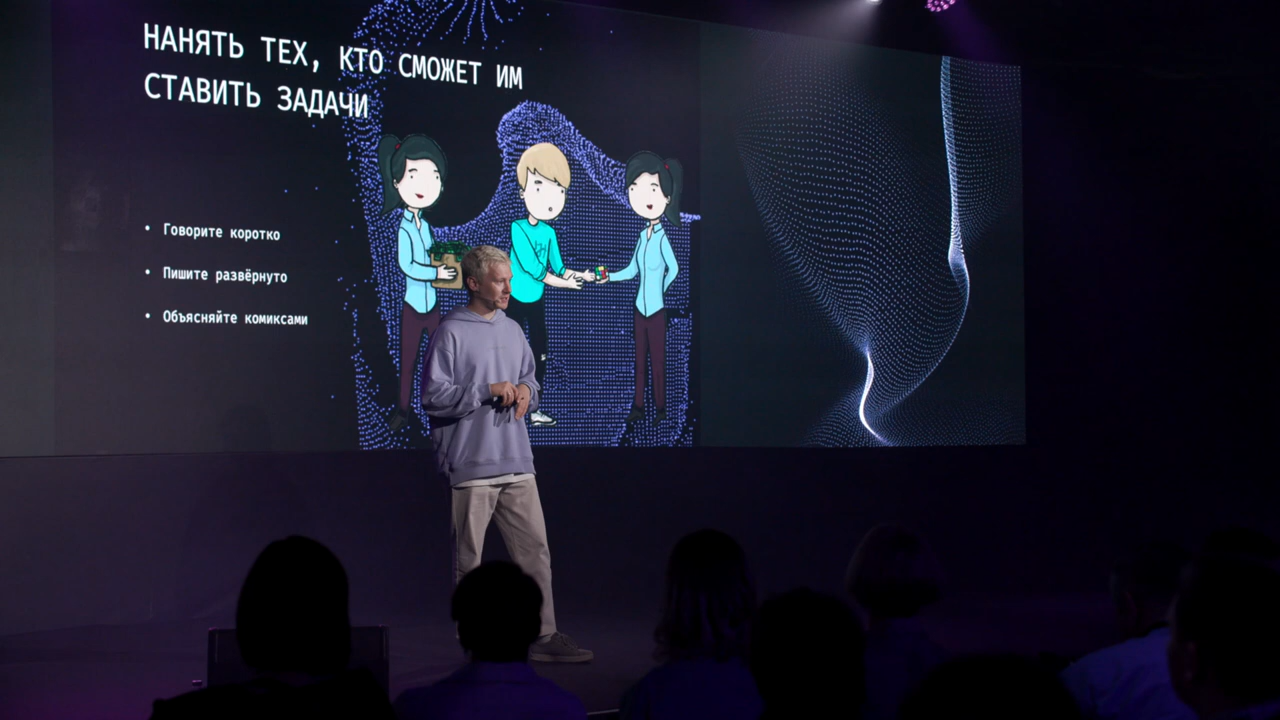 НАНЯТЬ ТЕХ, КТО СМОЖЕТ ИМ
СТАВИТЬ ЗАДАЧИ
• Говорите коротко
• Пишите развёрнуто
• Объясняйте комиксами